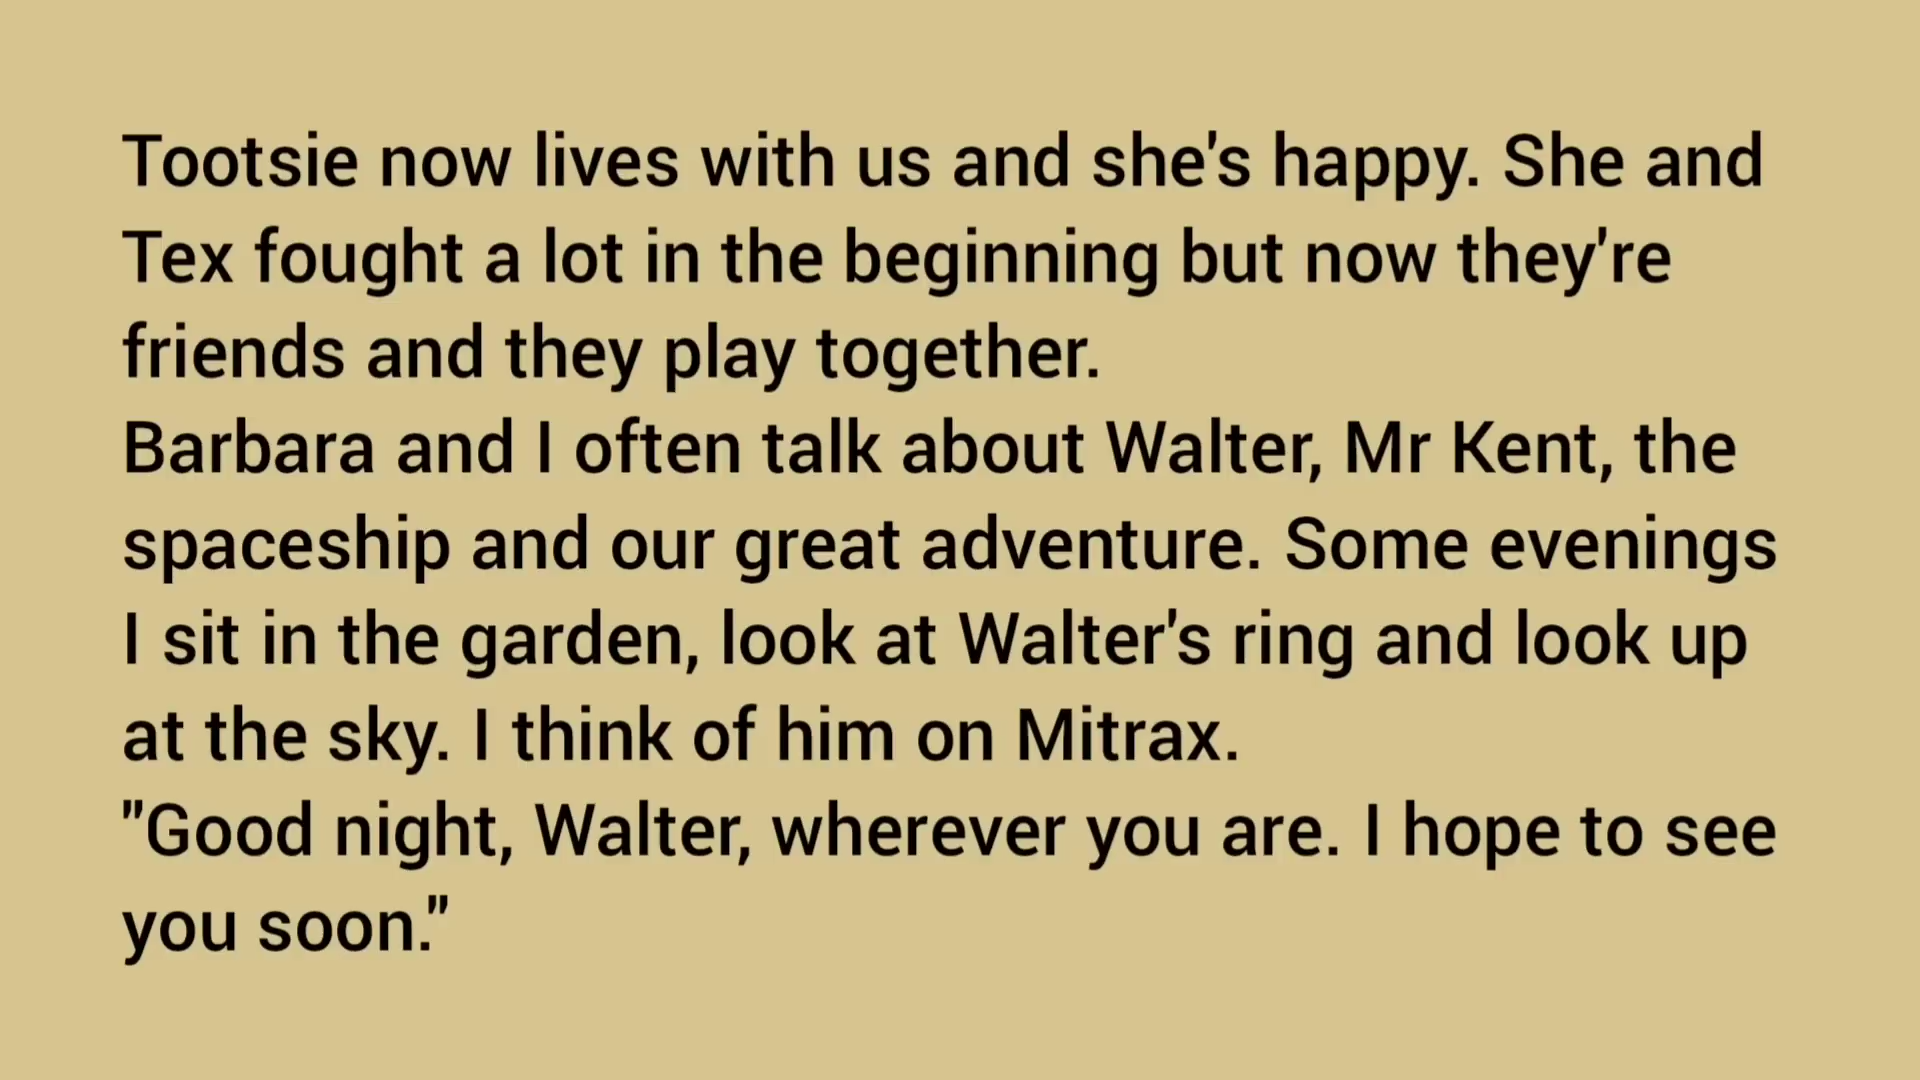 Tootsie now lives with us and she's happy. She and
Tex fought a lot in the beginning but now they're
friends and they play together.
Barbara and I often talk about Walter, Mr Kent, the
spaceship and our great adventure. Some evenings
I sit in the garden, look at Walter's ring and look up
at the sky. I think of him on Mitrax.
"Good night, Walter, wherever you are. I hope to see
you soon."